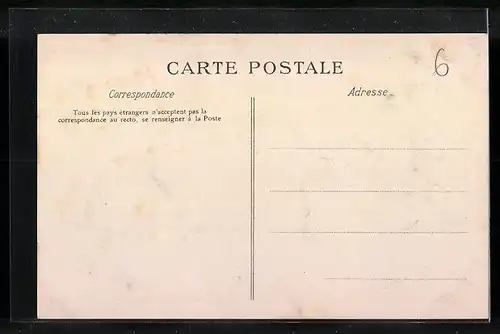 6
CARTE POSTALE
Correspondance
Adresse
Tous les pays étrangers n'acceptent pas la
correspondance au recto, se renseigner à la Poste